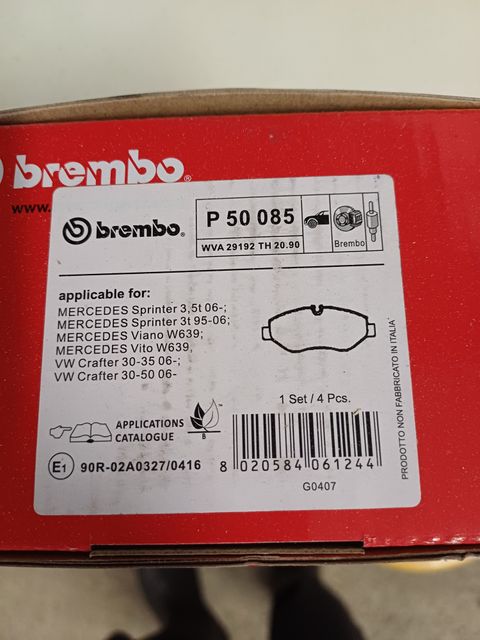 brembo®
www.
brembo®
P 50 085
WVA 29192 TH 20.90
Brembo
applicable for:
MERCEDES Sprinter 3,5t 06-;
MERCEDES Sprinter 3t 95-06;
MERCEDES Viano W639;
MERCEDES Vito W639,
VW Crafter 30-35 06-;
VW Crafter 30-50 06-
1 Set / 4 Pcs.
APPLICATIONS
CATALOGUE
B
E1 90R-02A0327/0416
8 020584 061244
G0407
PRODOTTO NON FABBRICATO IN ITALIA